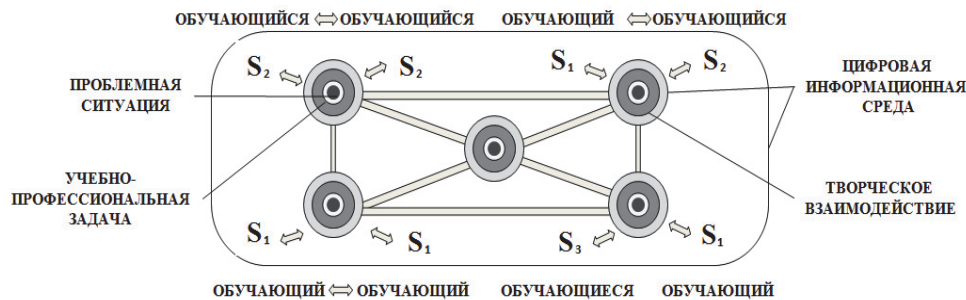 ОБУЧАЮЩИЙСЯ ОБУЧАЮЩИЙСЯ ОБУЧАЮЩИЙ ОБУЧАЮЩИЙСЯ
S2 S2 S1 S2
ПРОБЛЕМНАЯ
СИТУАЦИЯ
ЦИФРОВАЯ
ИНФОРМАЦИОННАЯ
СРЕДА
УЧЕБНО-
ПРОФЕССИОНАЛЬНАЯ
ЗАДАЧА
ТВОРЧЕСКОЕ
ВЗАИМОДЕЙСТВИЕ
S1 S1 S3 S1
ОБУЧАЮЩИЙ ОБУЧАЮЩИЙ ОБУЧАЮЩИЕСЯ ОБУЧАЮЩИЙ